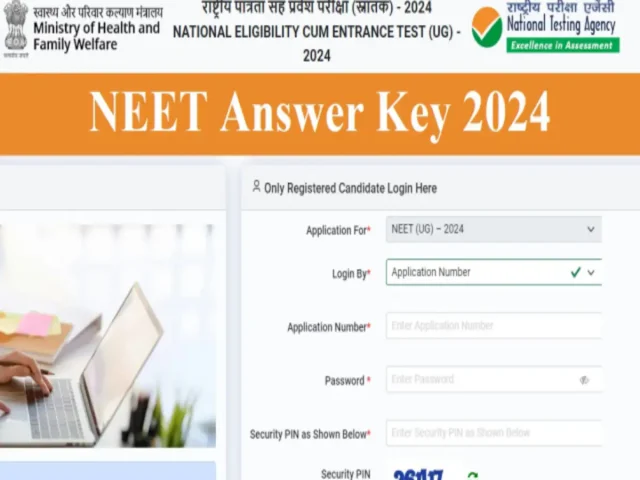 स्वास्थ्य और परिवार कल्याण मंत्रालय
Ministry of Health and
Family Welfare
राष्ट्रीय पात्रता सह प्रवेश परीक्षा (स्नातक) - 2024
NATIONAL ELIGIBILITY CUM ENTRANCE TEST (UG) -
2024
राष्ट्रीय परीक्षा एजेंसी
National Testing Agency
Excellence in Assessment
NEET Answer Key 2024
Only Registered Candidate Login Here
Application For* NEET (UG) – 2024
Login By* Application Number
Application Number* Enter Application Number
Password * Enter Password
Security PIN as Shown Below* Enter Security PIN as Shown Below
Security PIN